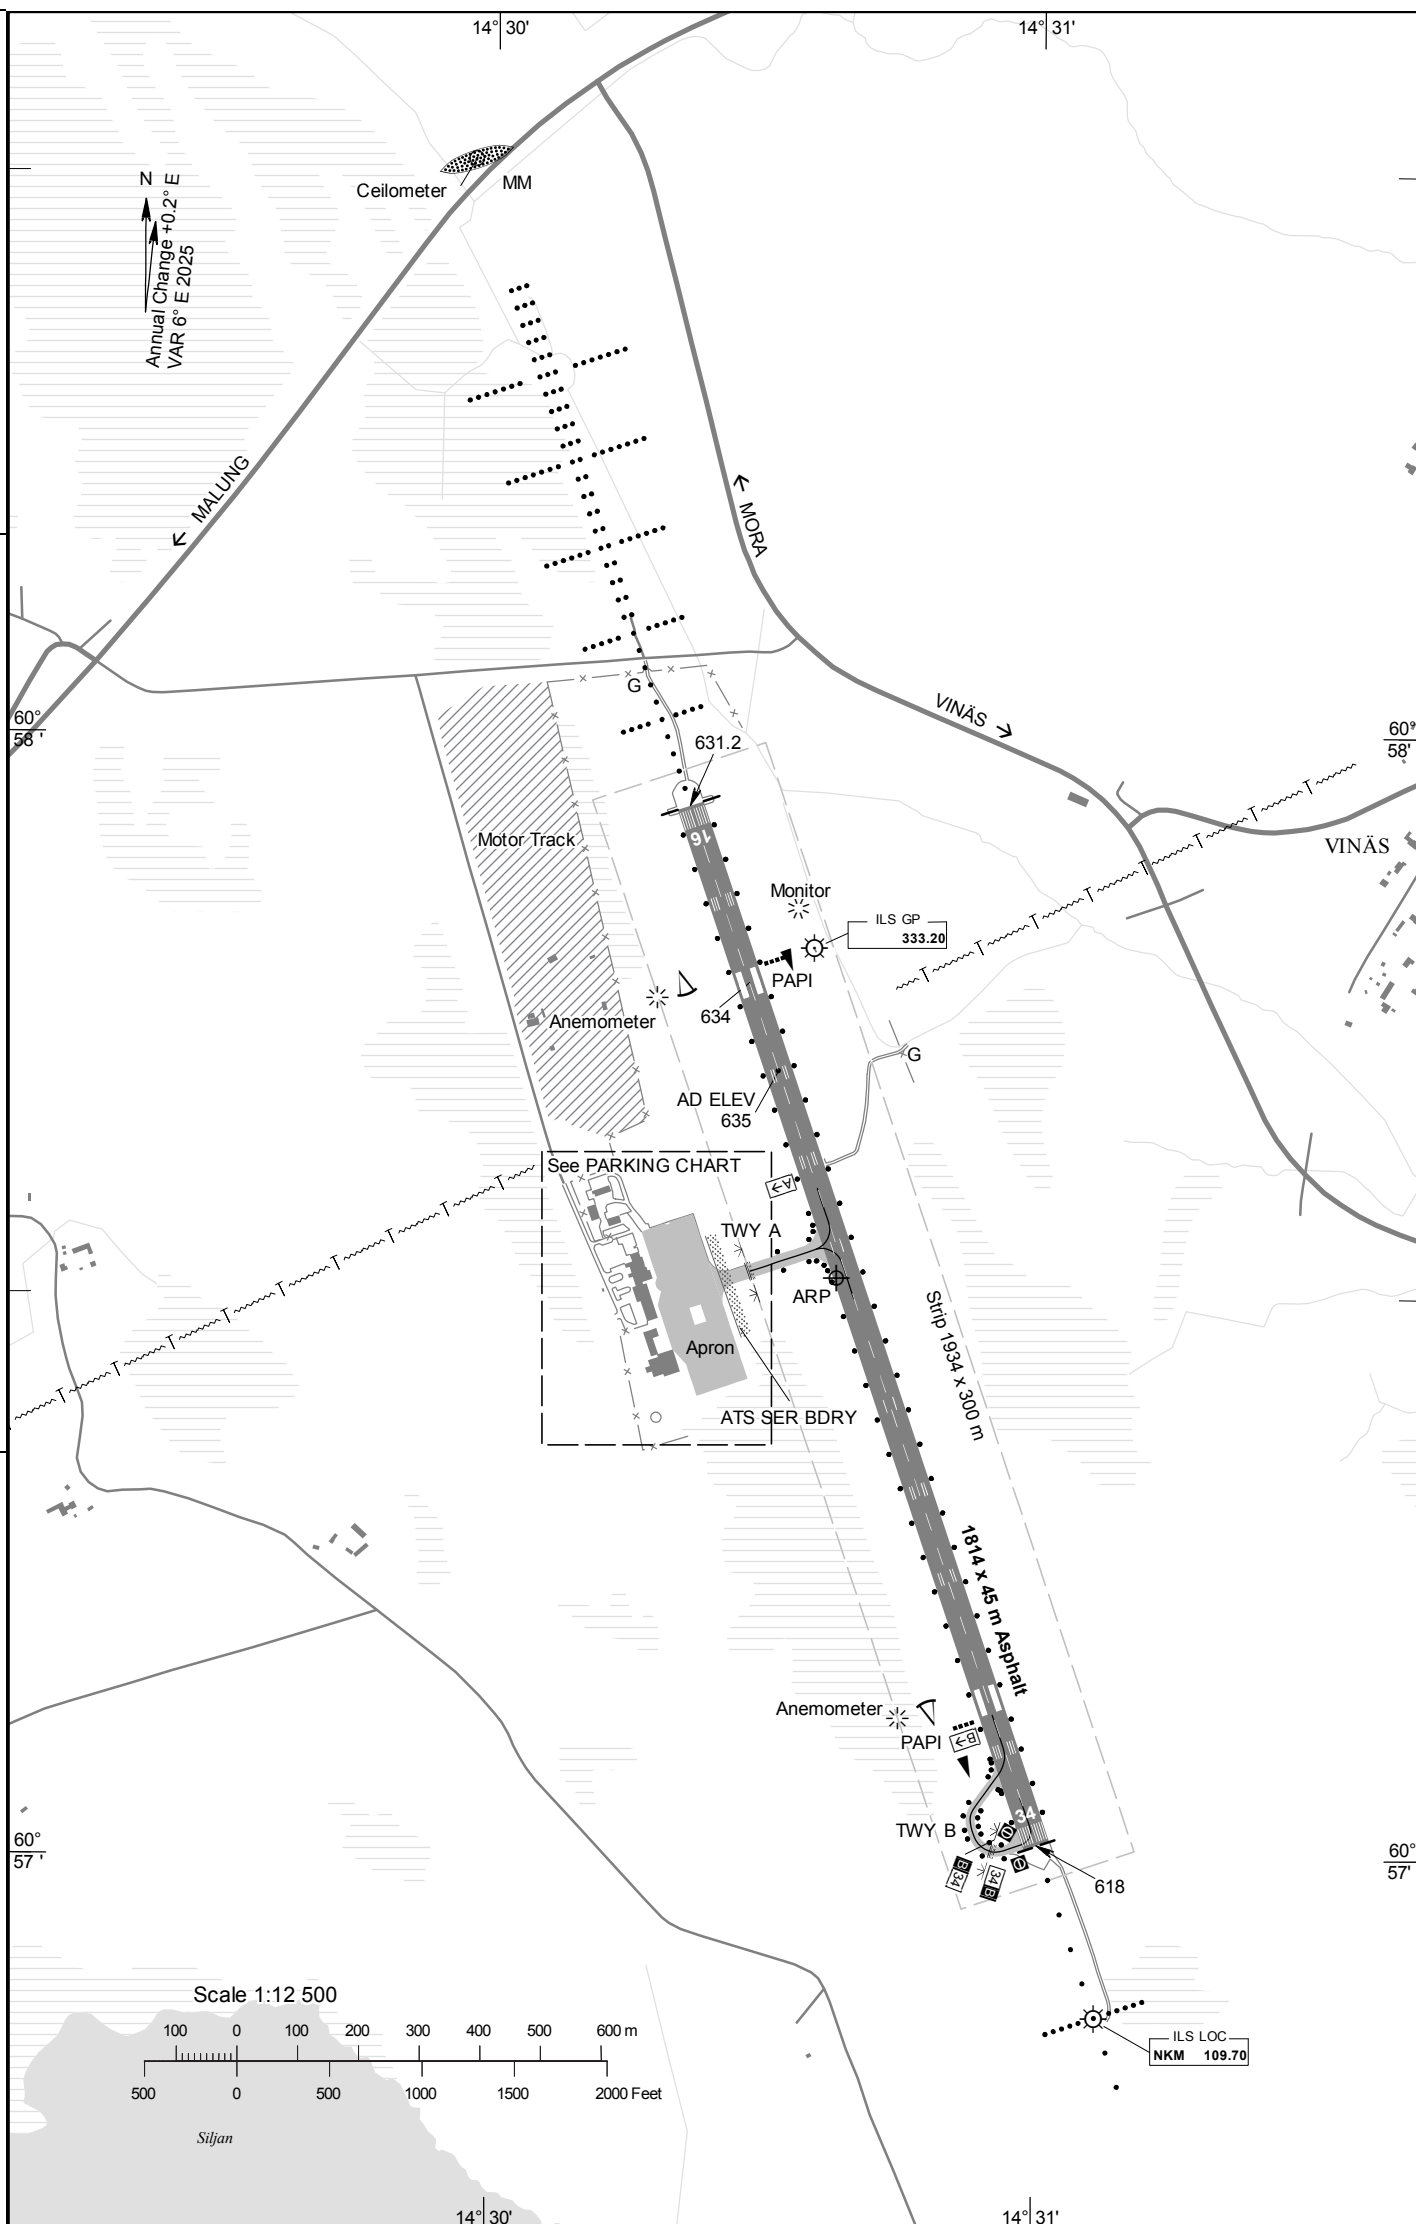 14° 30'
14° 31'
N
Annual Change +0.2° E
VAR 6° E 2025
Ceilometer
MM
MALUNG
MORA
G
VINÄS
60°
58 '
60°
58'
631.2
16
Motor Track
VINÄS
Monitor
ILS GP
333.20
PAPI
634
Anemometer
G
AD ELEV
635
See PARKING CHART
A→
TWY A
ARP
Strip 1934 x 300 m
Apron
ATS SER BDRY
1814 x 45 m Asphalt
Anemometer
PAPI
B→
34
TWY B
B 34
34 B
60°
57 '
60°
57'
618
Scale 1:12 500
100 0 100 200 300 400 500 600 m
500 0 500 1000 1500 2000 Feet
ILS LOC
NKM 109.70
Siljan
14° 30'
14° 31'